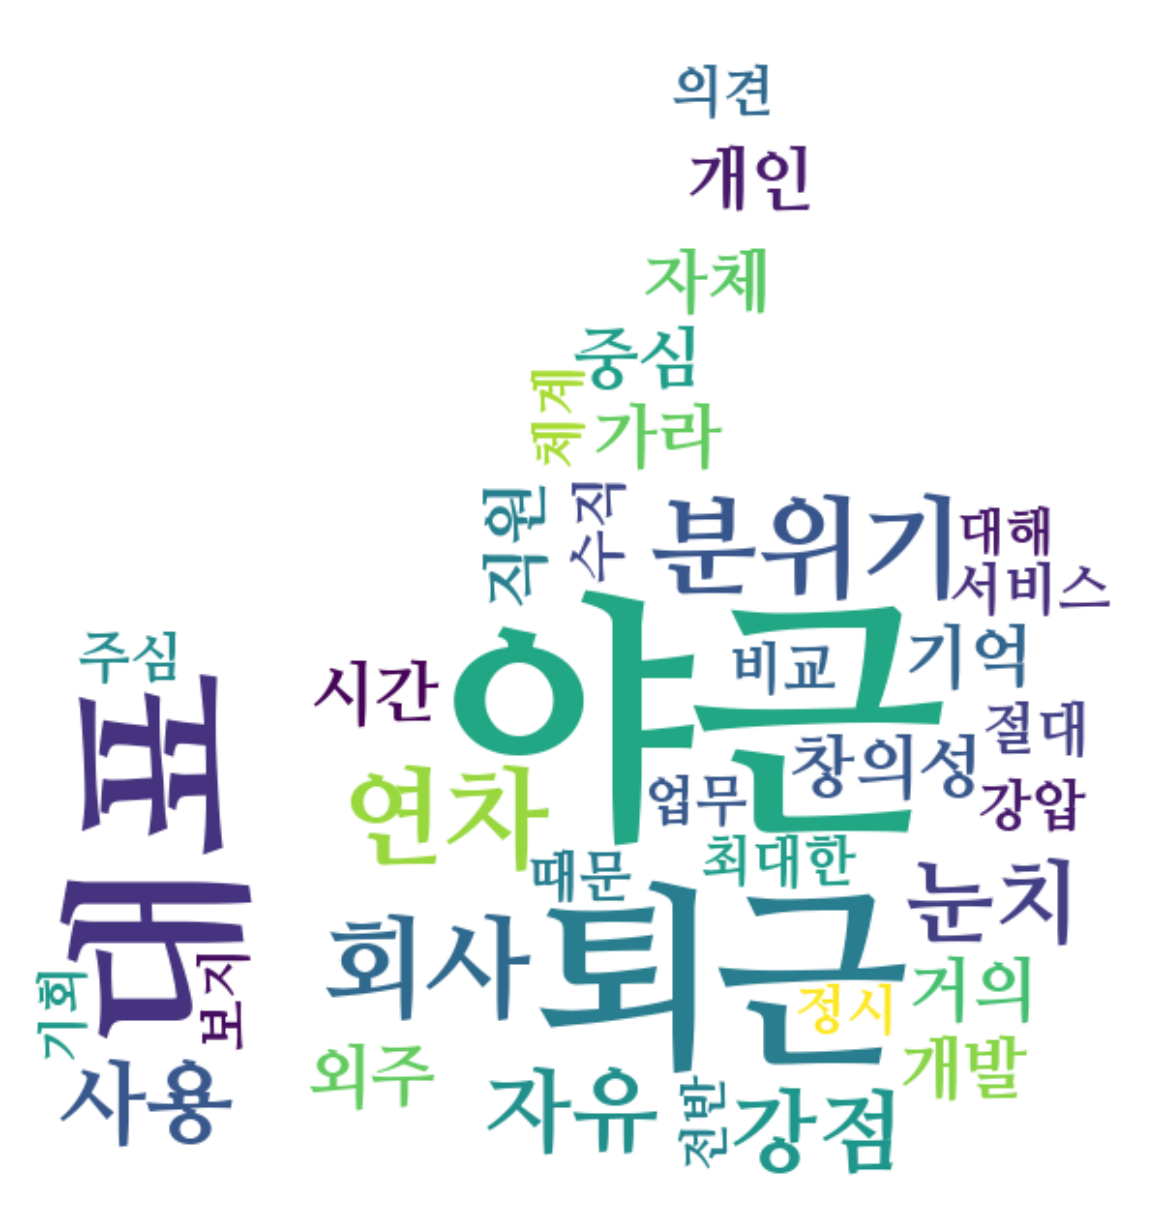 의견
개인
자체
중심
체계
가라
직원
수직
분위기
대해
서비스
야근
주심
시간
비교
기억
대표
연차
업무
창의성
절대
강압
때문
최대한
눈치
회사
퇴근
정시
거의
기회
보지
사용
외주
자유
전반
강점
개발